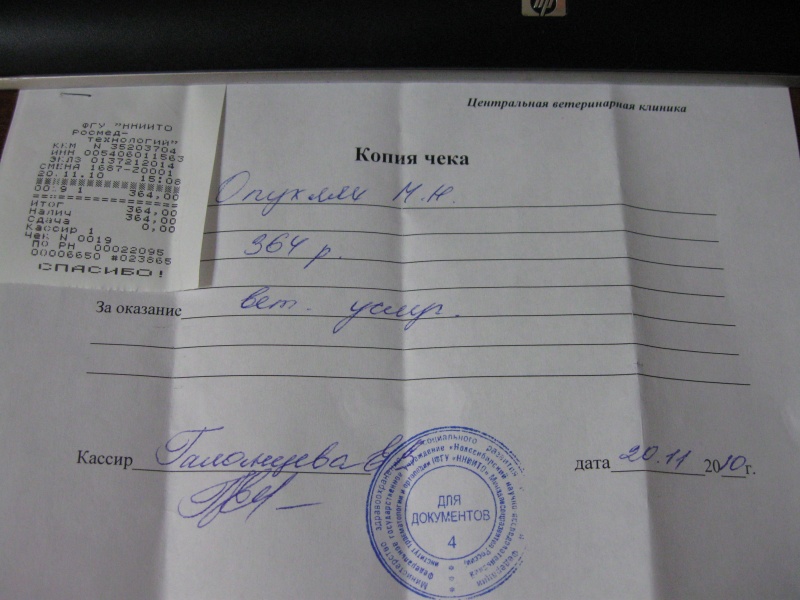 hp
Центральная ветеринарная клиника
ФГУ "ННИИТО
Росмед-
технологий"
ККМ N 35203704
ИНН 005406011563
ЭКЛЗ 0137212014
СМЕНА 1667-20001
20.11.10 15:06
00:9 1 364,00
ИТОГ 364,00
Налич 364,00
Сдача 0,00
Кассир 1
Чек N 0019
ПО РН 00022095
00006650 #023665
СПАСИБО!
Копия чека
М.Н.
364 р.
За оказание вет. услуг.
Кассир
дата 20.11 2010г.
ДЛЯ
ДОКУМЕНТОВ
4